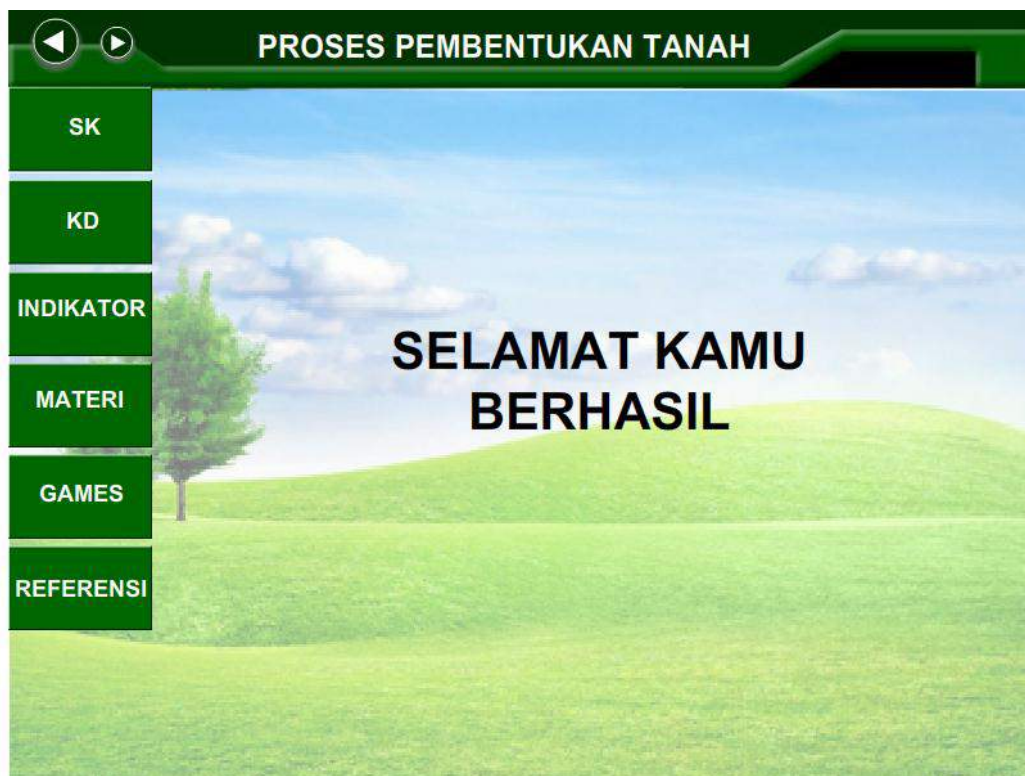 PROSES PEMBENTUKAN TANAH
SK
KD
INDIKATOR
MATERI
GAMES
REFERENSI
SELAMAT KAMU
BERHASIL